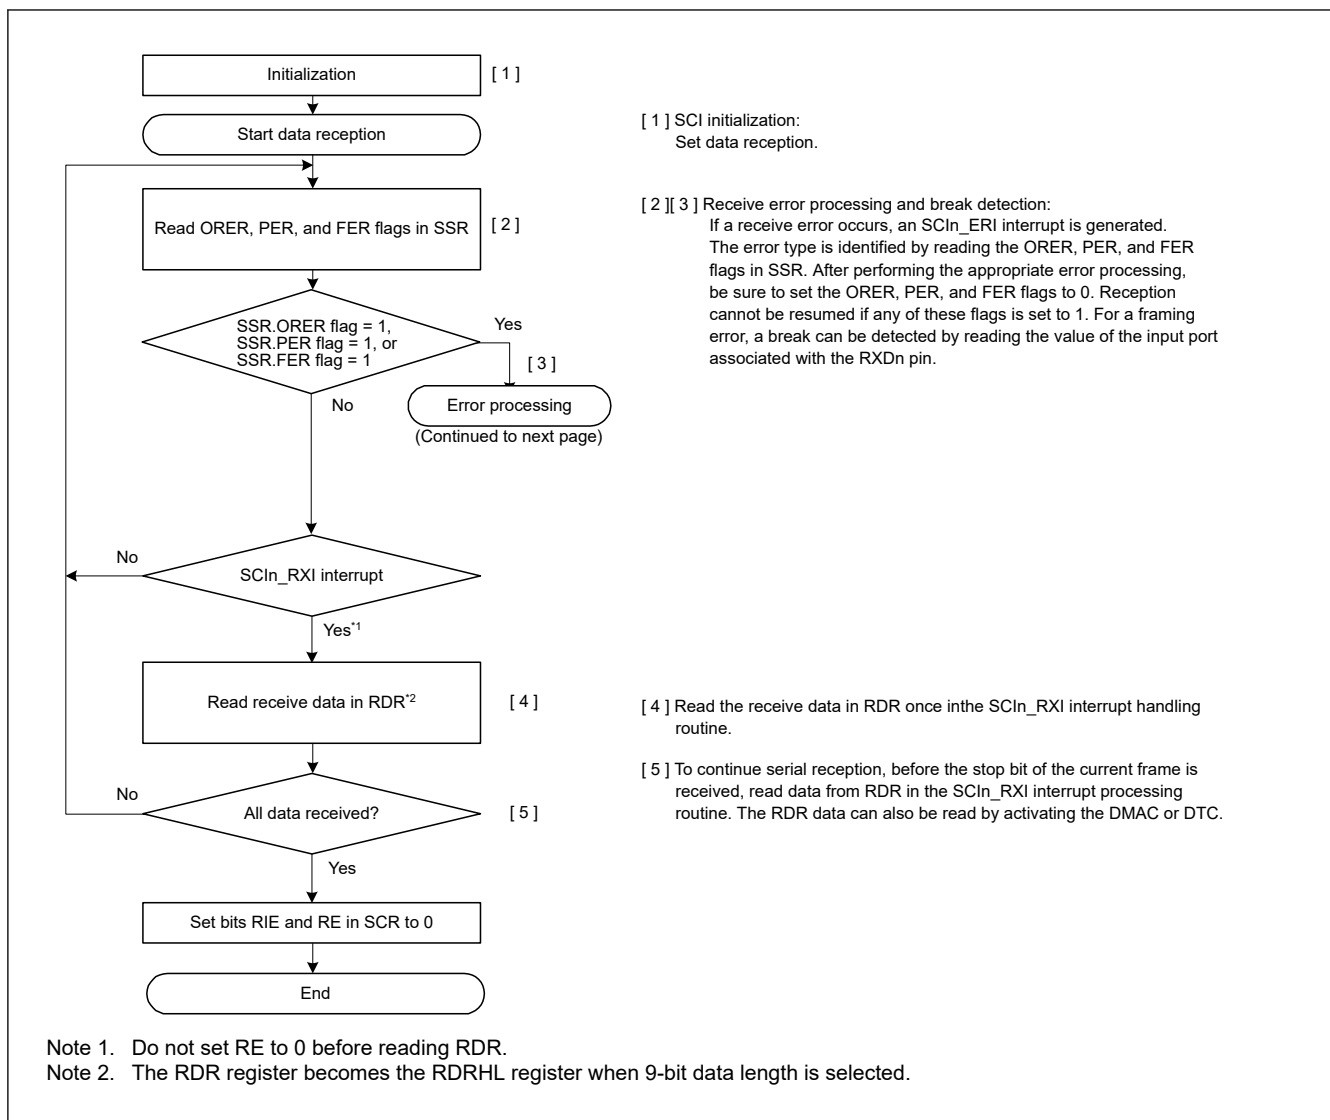 Initialization
[ 1 ]
Start data reception
[ 1 ] SCI initialization:
Set data reception.
Read ORER, PER, and FER flags in SSR
[ 2 ]
[ 2 ][ 3 ] Receive error processing and break detection:
If a receive error occurs, an SCIn_ERI interrupt is generated.
The error type is identified by reading the ORER, PER, and FER
flags in SSR. After performing the appropriate error processing,
be sure to set the ORER, PER, and FER flags to 0. Reception
cannot be resumed if any of these flags is set to 1. For a framing
error, a break can be detected by reading the value of the input port
associated with the RXDn pin.
SSR.ORER flag = 1,
SSR.PER flag = 1, or
SSR.FER flag = 1
Yes
[ 3 ]
No
Error processing
(Continued to next page)
No
SCIn_RXI interrupt
Yes*1
Read receive data in RDR*2
[ 4 ]
[ 4 ] Read the receive data in RDR once inthe SCIn_RXI interrupt handling
routine.
No
All data received?
[ 5 ]
[ 5 ] To continue serial reception, before the stop bit of the current frame is
received, read data from RDR in the SCIn_RXI interrupt processing
routine. The RDR data can also be read by activating the DMAC or DTC.
Yes
Set bits RIE and RE in SCR to 0
End
Note 1. Do not set RE to 0 before reading RDR.
Note 2. The RDR register becomes the RDRHL register when 9-bit data length is selected.